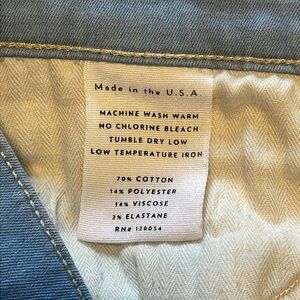 Made in the U.S.A.
MACHINE WASH WARM
NO CHLORINE BLEACH
TUMBLE DRY LOW
LOW TEMPERATURE IRON
70% COTTON
14% POLYESTER
14% VISCOSE
2% ELASTANE
RN# 128054